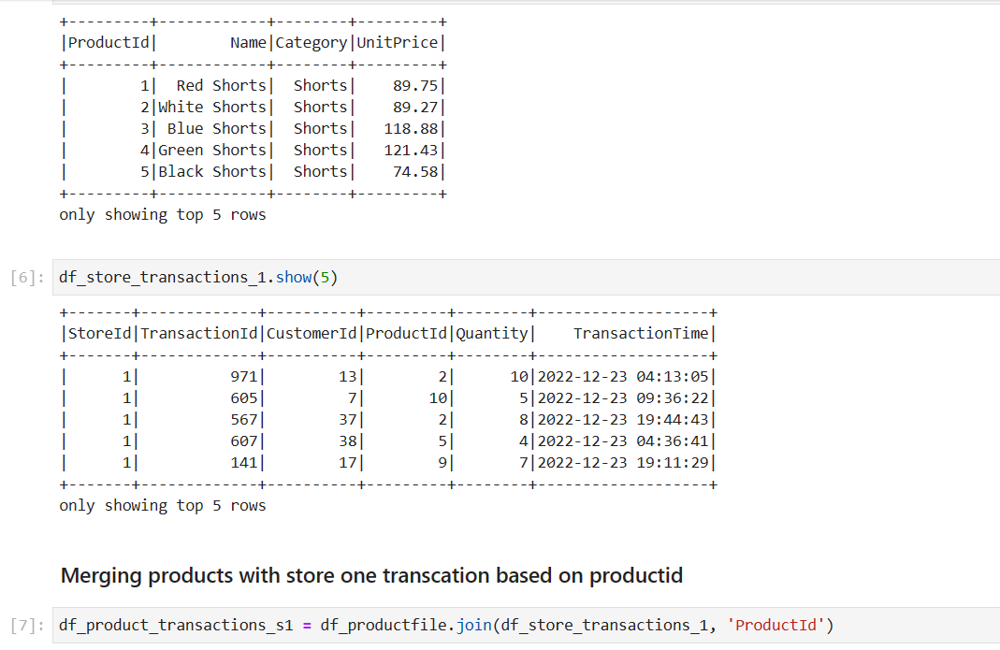 +---------+------------+--------+---------+
|ProductId|        Name|Category|UnitPrice|
+---------+------------+--------+---------+
|        1|  Red Shorts|  Shorts|    89.75|
|        2|White Shorts|  Shorts|    89.27|
|        3| Blue Shorts|  Shorts|   118.88|
|        4|Green Shorts|  Shorts|   121.43|
|        5|Black Shorts|  Shorts|    74.58|
+---------+------------+--------+---------+
only showing top 5 rows
[6]: df_store_transactions_1.show(5)
+-------+-------------+----------+---------+--------+-------------------+
|StoreId|TransactionId|CustomerId|ProductId|Quantity|    TransactionTime|
+-------+-------------+----------+---------+--------+-------------------+
|      1|          971|        13|        2|      10|2022-12-23 04:13:05|
|      1|          605|         7|       10|       5|2022-12-23 09:36:22|
|      1|          567|        37|        2|       8|2022-12-23 19:44:43|
|      1|          607|        38|        5|       4|2022-12-23 04:36:41|
|      1|          141|        17|        9|       7|2022-12-23 19:11:29|
+-------+-------------+----------+---------+--------+-------------------+
only showing top 5 rows
Merging products with store one transcation based on productid
[7]: df_product_transactions_s1 = df_productfile.join(df_store_transactions_1, 'ProductId')